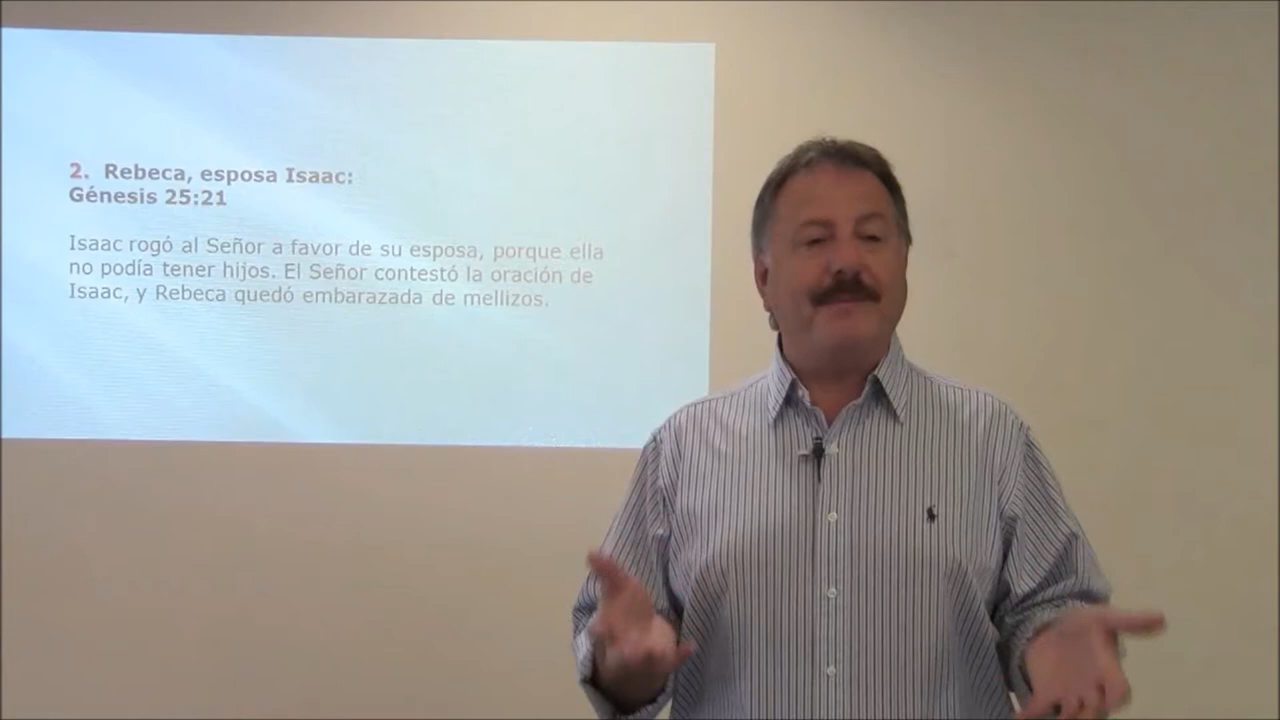 2. Rebeca, esposa Isaac:
Génesis 25:21
Isaac rogó al Señor a favor de su esposa, porque ella
no podía tener hijos. El Señor contestó la oración de
Isaac, y Rebeca quedó embarazada de mellizos.